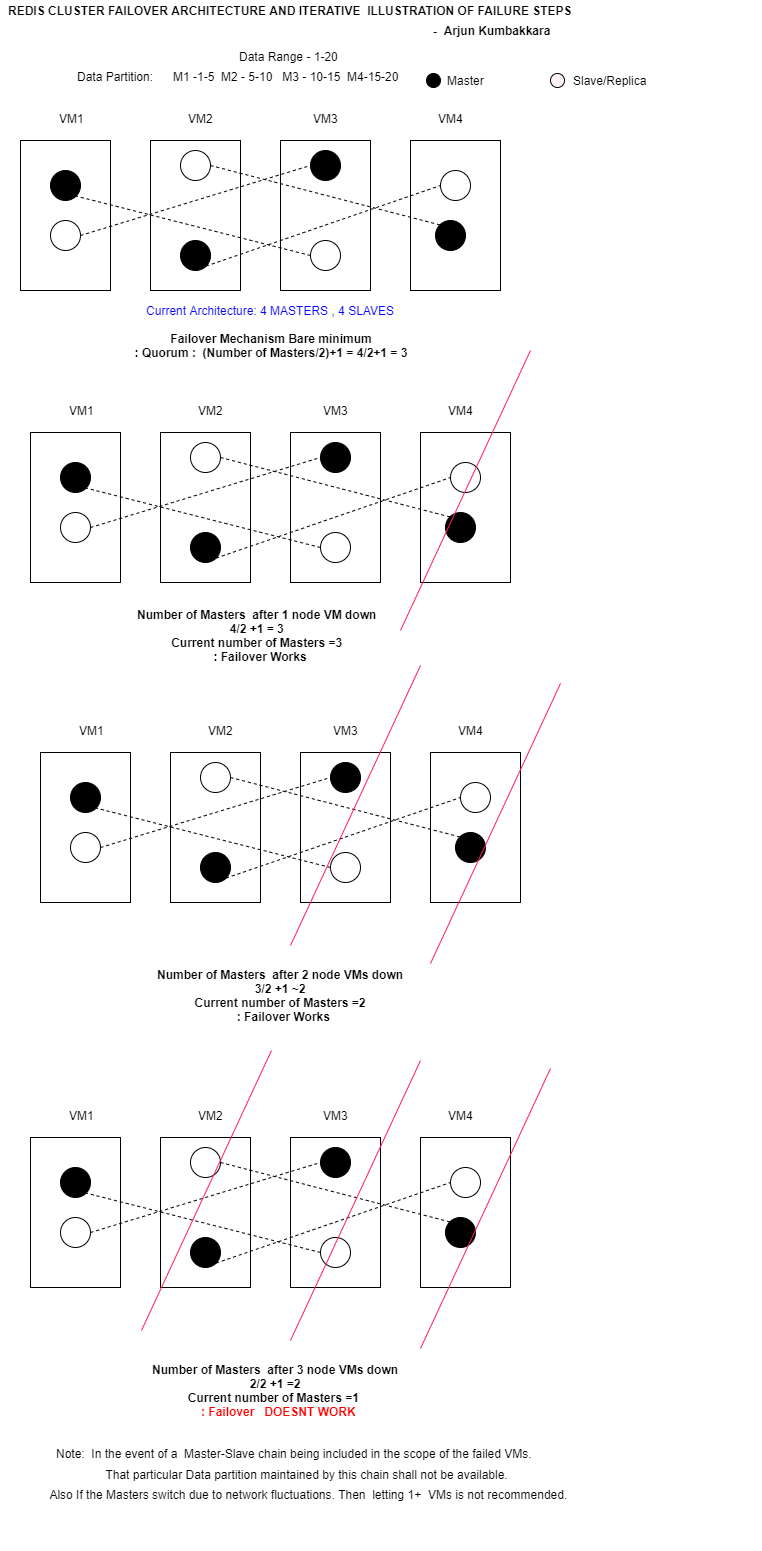 REDIS CLUSTER FAILOVER ARCHITECTURE AND ITERATIVE ILLUSTRATION OF FAILURE STEPS
- Arjun Kumbakkara
Data Range - 1-20
Data Partition: M1 -1-5 M2 - 5-10 M3 - 10-15 M4-15-20 Master Slave/Replica
VM1 VM2 VM3 VM4
Current Architecture: 4 MASTERS , 4 SLAVES
Failover Mechanism Bare minimum
: Quorum : (Number of Masters/2)+1 = 4/2+1 = 3
VM1 VM2 VM3 VM4
Number of Masters after 1 node VM down
4/2 +1 = 3
Current number of Masters =3
: Failover Works
VM1 VM2 VM3 VM4
Number of Masters after 2 node VMs down
3/2 +1 ~2
Current number of Masters =2
: Failover Works
VM1 VM2 VM3 VM4
Number of Masters after 3 node VMs down
2/2 +1 =2
Current number of Masters =1
: Failover DOESNT WORK
Note: In the event of a Master-Slave chain being included in the scope of the failed VMs.
That particular Data partition maintained by this chain shall not be available.
Also If the Masters switch due to network fluctuations. Then letting 1+ VMs is not recommended.